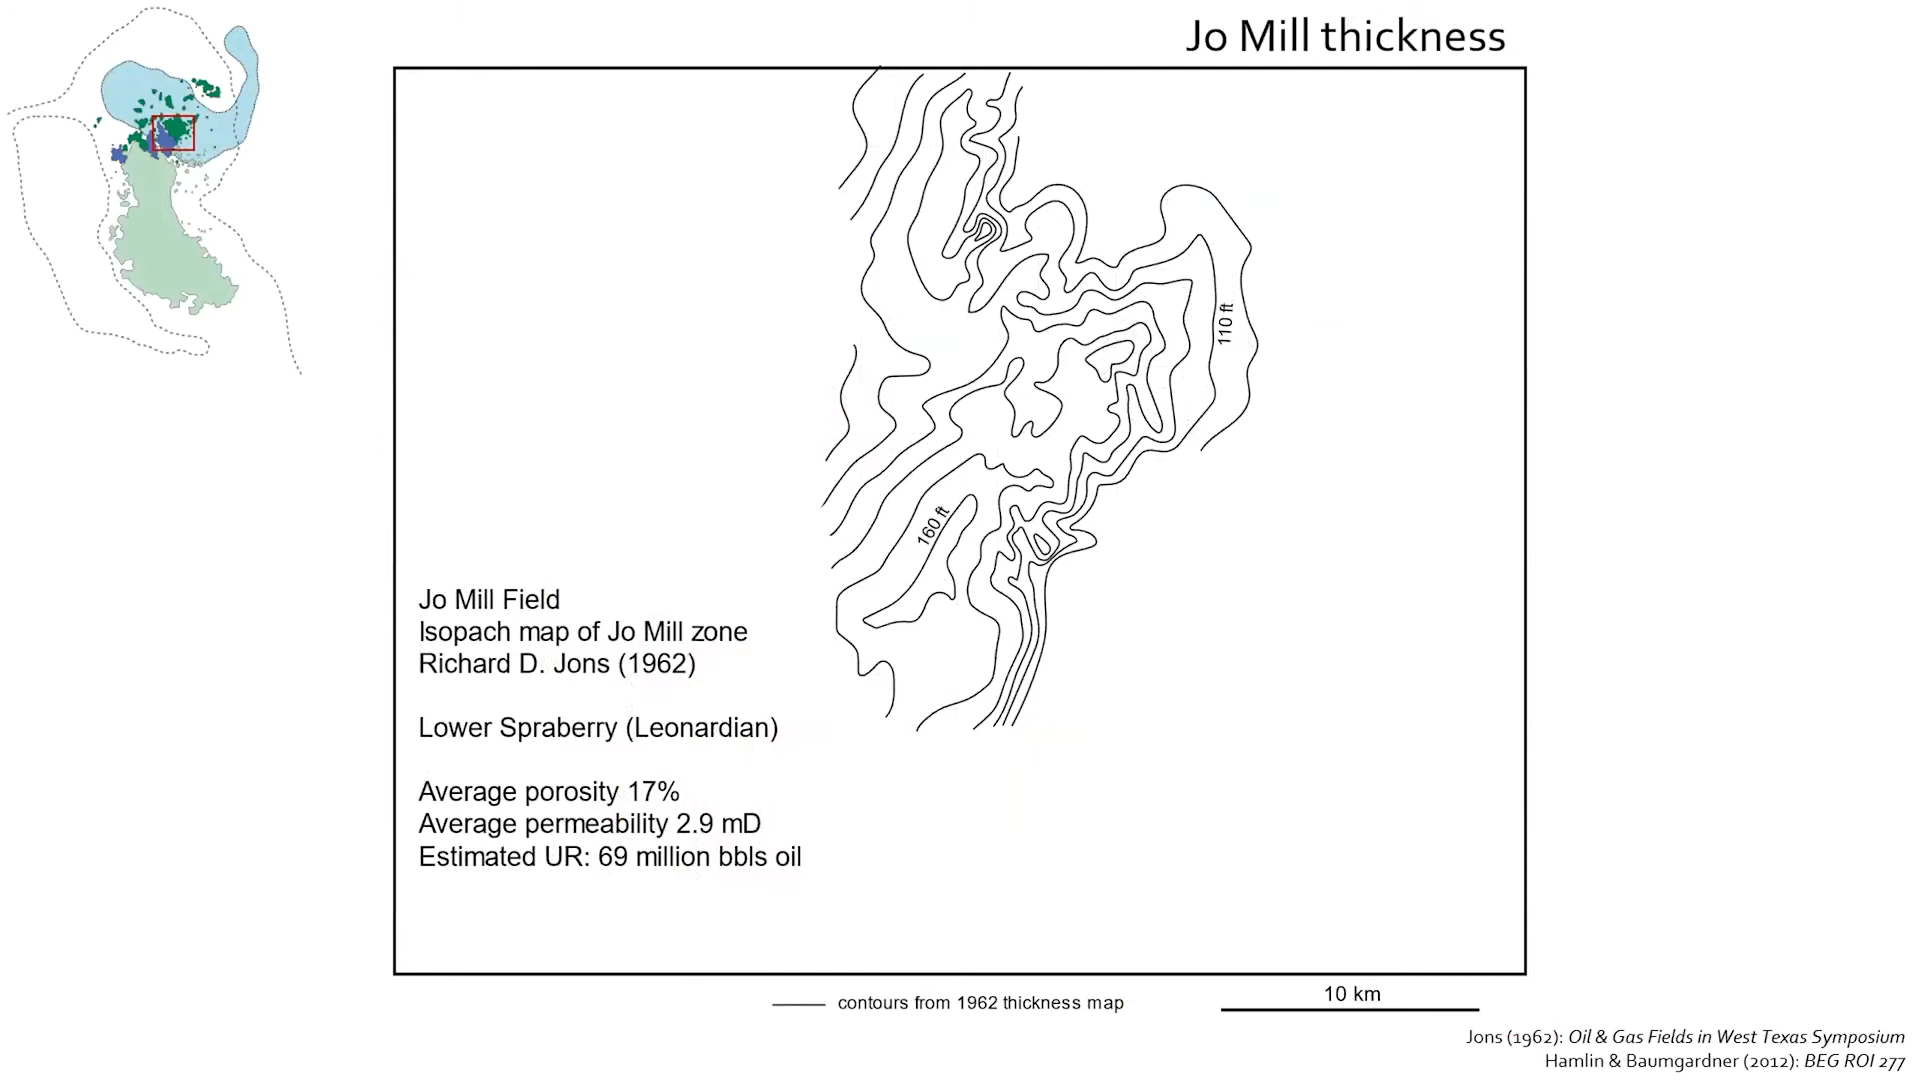 Jo Mill thickness
110 ft
160 ft
Jo Mill Field
Isopach map of Jo Mill zone
Richard D. Jons (1962)
Lower Spraberry (Leonardian)
Average porosity 17%
Average permeability 2.9 mD
Estimated UR: 69 million bbls oil
contours from 1962 thickness map
10 km
Jons (1962): Oil & Gas Fields in West Texas Symposium
Hamlin & Baumgardner (2012): BEG ROI 277